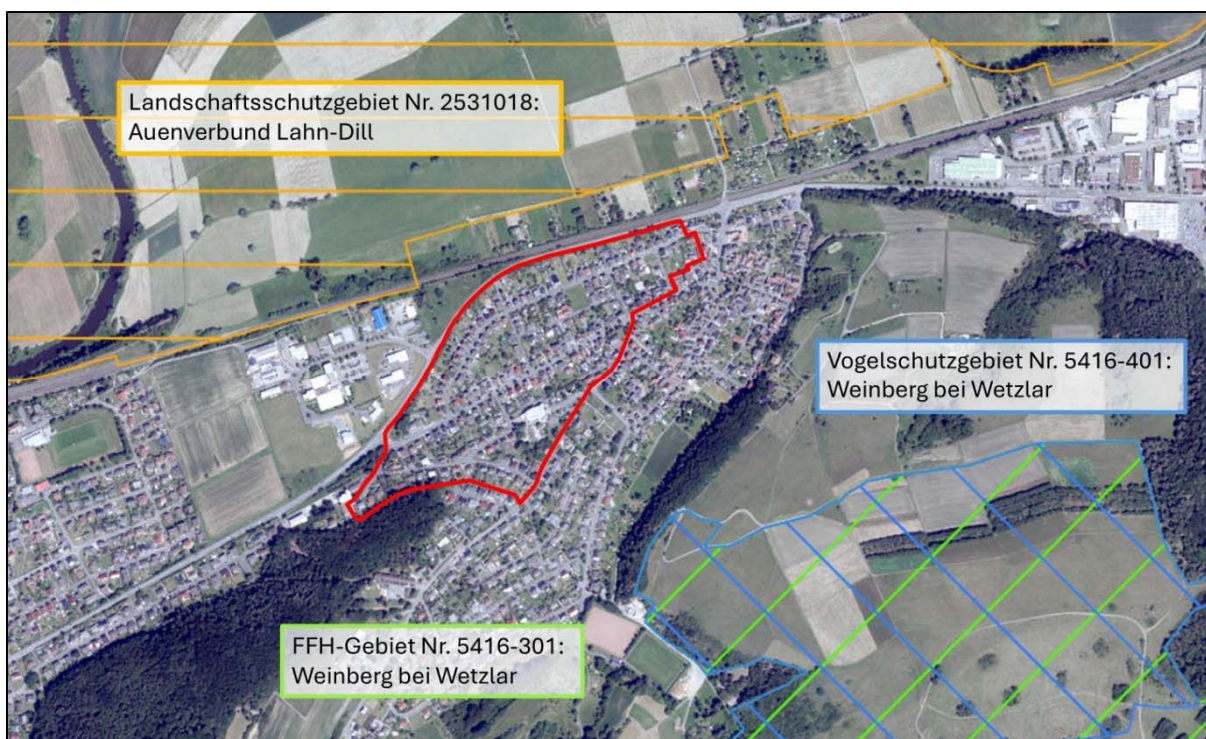 Landschaftsschutzgebiet Nr. 2531018:
Auenverbund Lahn-Dill
Vogelschutzgebiet Nr. 5416-401:
Weinberg bei Wetzlar
FFH-Gebiet Nr. 5416-301:
Weinberg bei Wetzlar